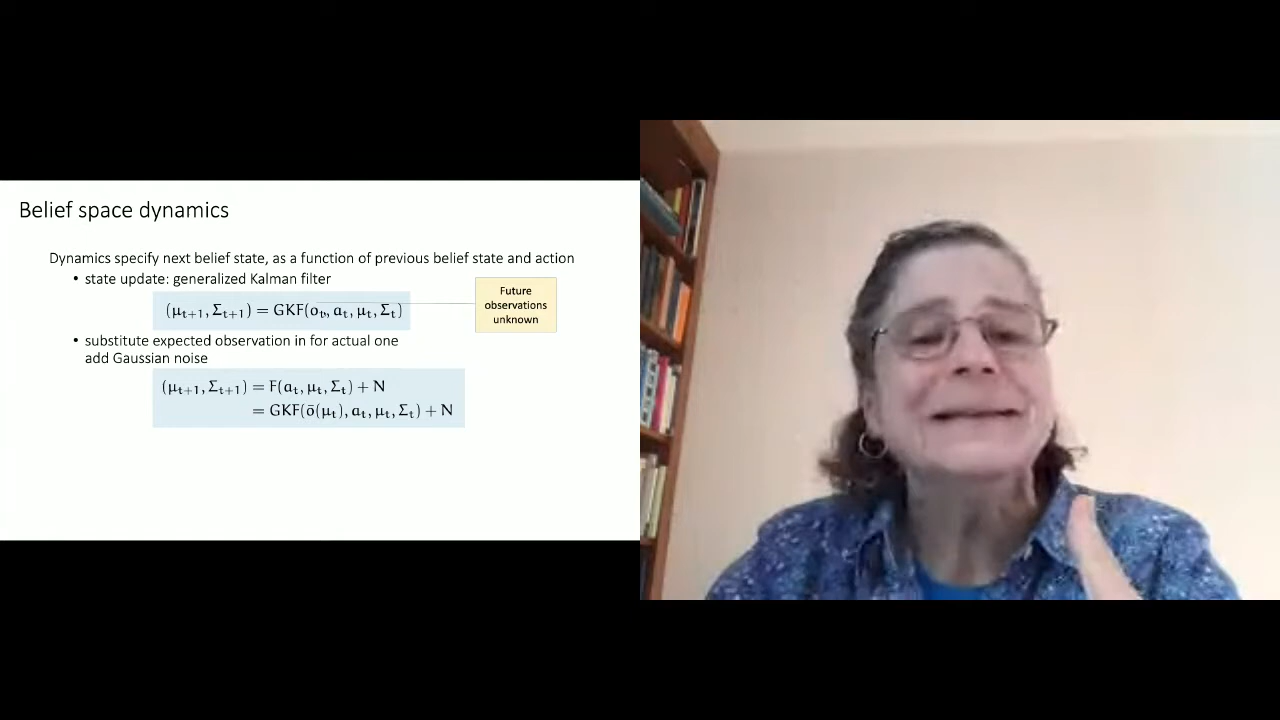 Belief space dynamics
Dynamics specify next belief state, as a function of previous belief state and action
• state update: generalized Kalman filter
(μₜ₊₁, Σₜ₊₁) = GKF(oₜ, aₜ, μₜ, Σₜ)
Future
observations
unknown
• substitute expected observation in for actual one
add Gaussian noise
(μₜ₊₁, Σₜ₊₁) = F(aₜ, μₜ, Σₜ) + N
= GKF(ō(μₜ), aₜ, μₜ, Σₜ) + N